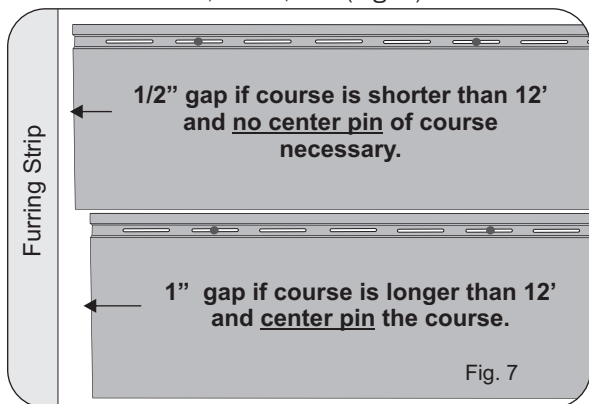 Furring Strip
1/2” gap if course is shorter than 12’
and no center pin of course
necessary.
1” gap if course is longer than 12’
and center pin the course.
Fig. 7